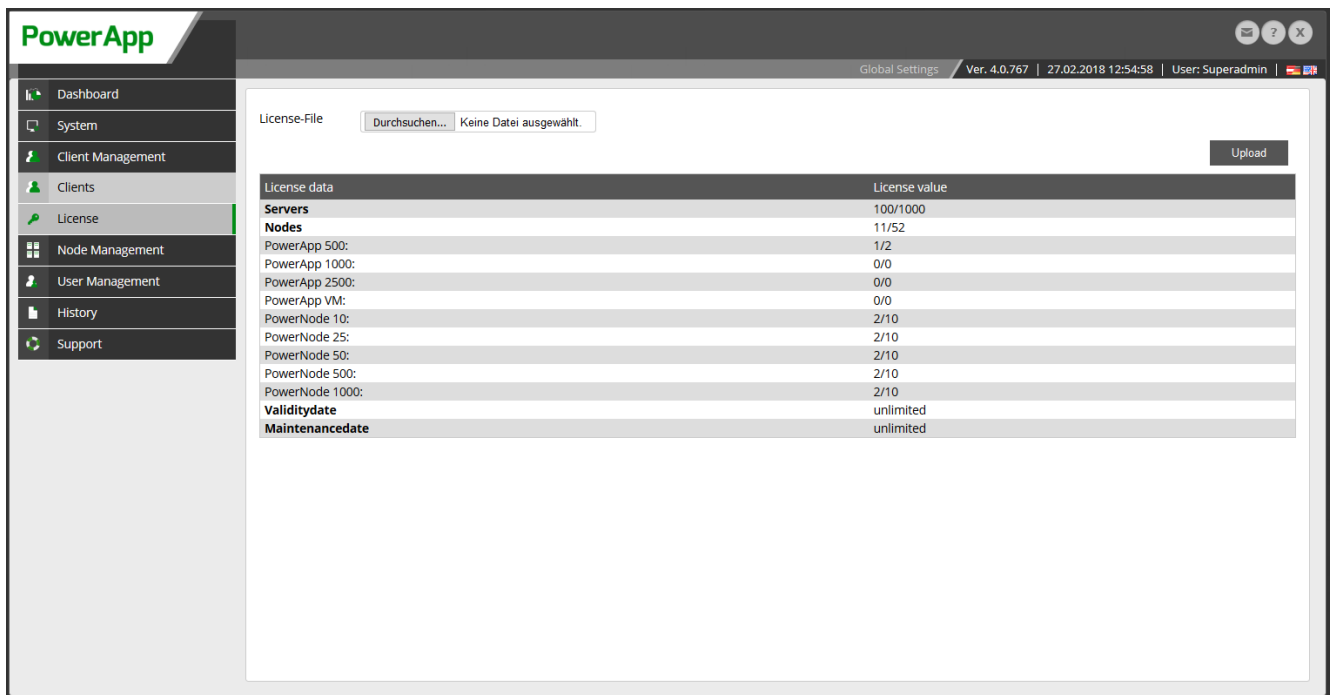 PowerApp
?
X
Global Settings
Ver. 4.0.767 | 27.02.2018 12:54:58 | User: Superadmin |
Dashboard
System
Client Management
Clients
License
Node Management
User Management
History
Support
License-File Durchsuchen... Keine Datei ausgewählt.
Upload
License data License value
Servers 100/1000
Nodes 11/52
PowerApp 500: 1/2
PowerApp 1000: 0/0
PowerApp 2500: 0/0
PowerApp VM: 0/0
PowerNode 10: 2/10
PowerNode 25: 2/10
PowerNode 50: 2/10
PowerNode 500: 2/10
PowerNode 1000: 2/10
Validitydate unlimited
Maintenancedate unlimited